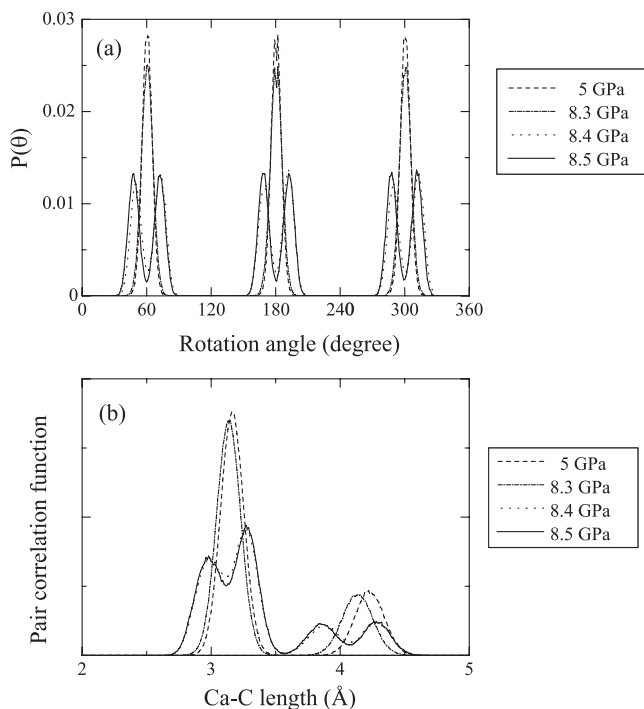 (a)
0.03
0.02
0.01
0
P(θ)
0 60 120 180 240 300 360
Rotation angle (degree)
5 GPa
8.3 GPa
8.4 GPa
8.5 GPa
(b)
Pair correlation function
2 3 4 5
Ca-C length (Å)
5 GPa
8.3 GPa
8.4 GPa
8.5 GPa